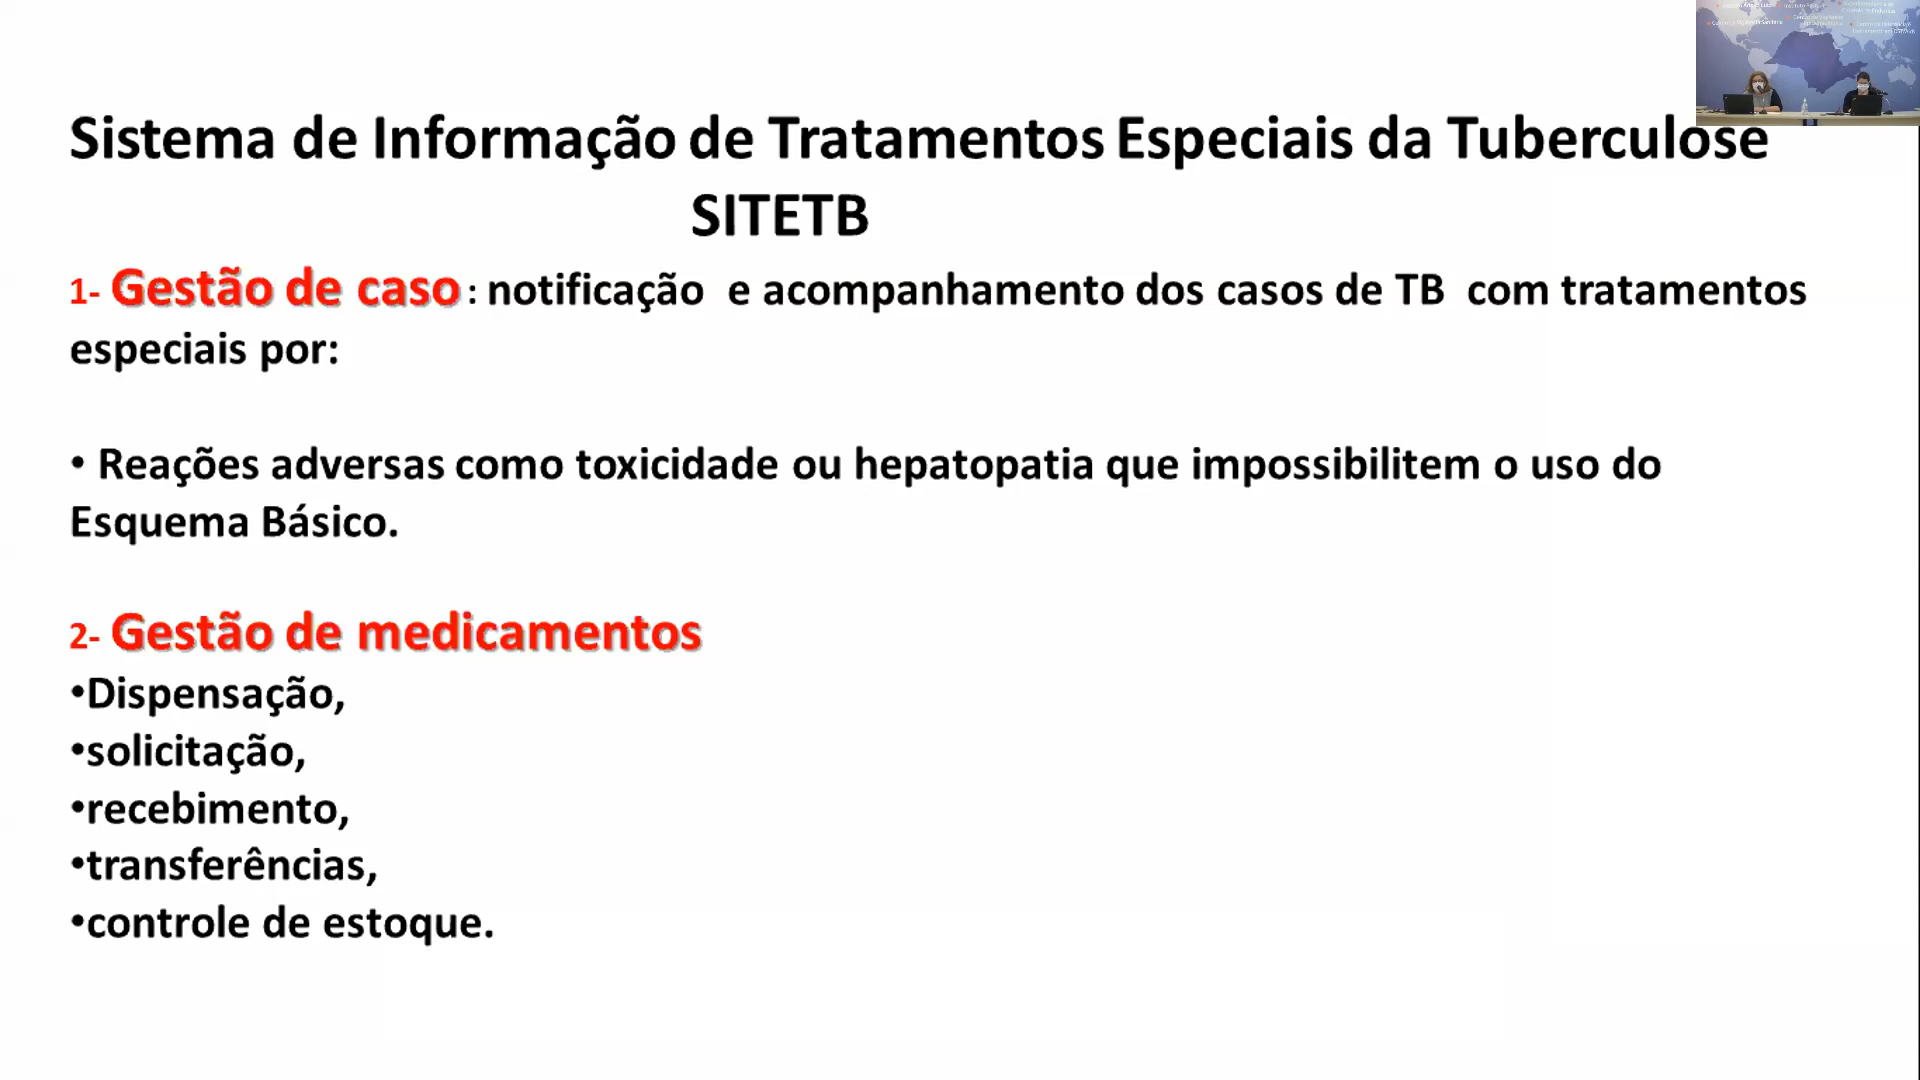 Sistema de Informação de Tratamentos Especiais da Tuberculose
SITETB
1- Gestão de caso : notificação e acompanhamento dos casos de TB com tratamentos
especiais por:
• Reações adversas como toxicidade ou hepatopatia que impossibilitem o uso do
Esquema Básico.
2- Gestão de medicamentos
•Dispensação,
•solicitação,
•recebimento,
•transferências,
•controle de estoque.